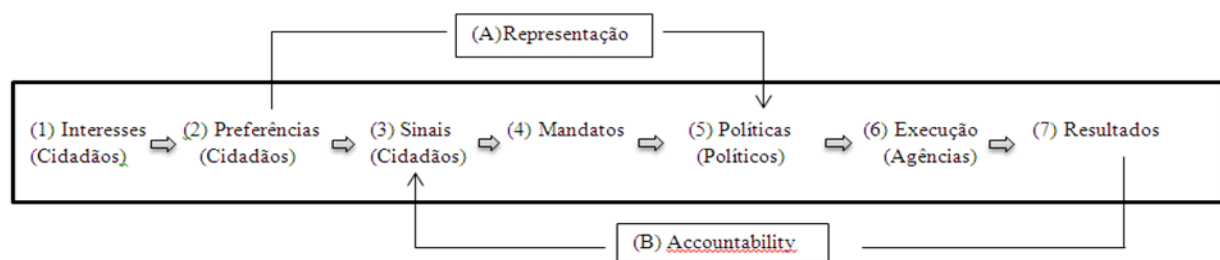 (A)Representação
(1) Interesses (2) Preferências (3) Sinais (4) Mandatos (5) Políticas (6) Execução (7) Resultados
(Cidadãos) (Cidadãos) (Cidadãos) (Políticos) (Agências)
(B) Accountability